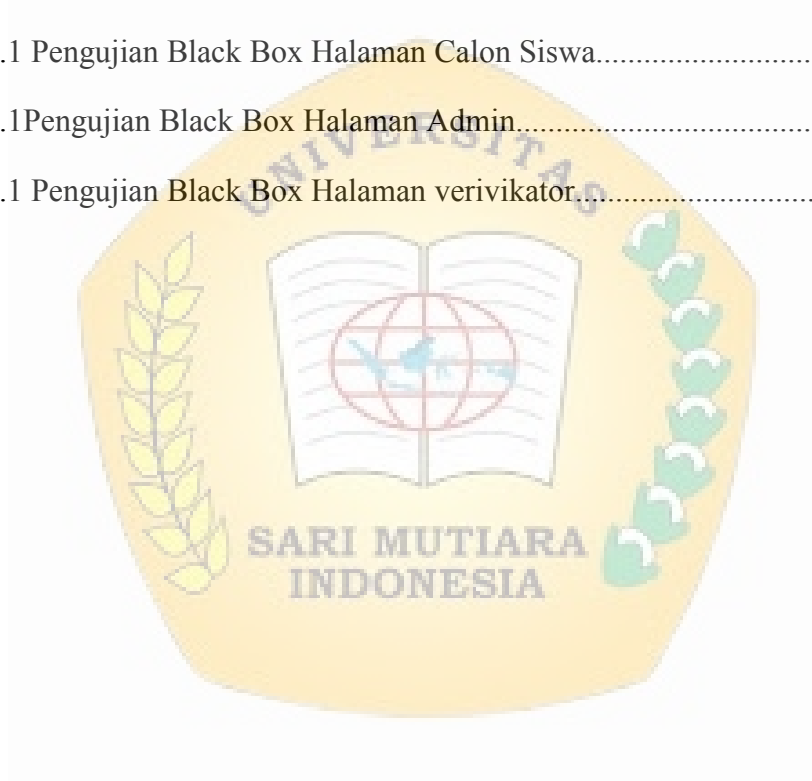 .1 Pengujian Black Box Halaman Calon Siswa..........................
.1Pengujian Black Box Halaman Admin....................................
.1 Pengujian Black Box Halaman verivikator.............................
UNIVERSITAS
SARI MUTIARA
INDONESIA